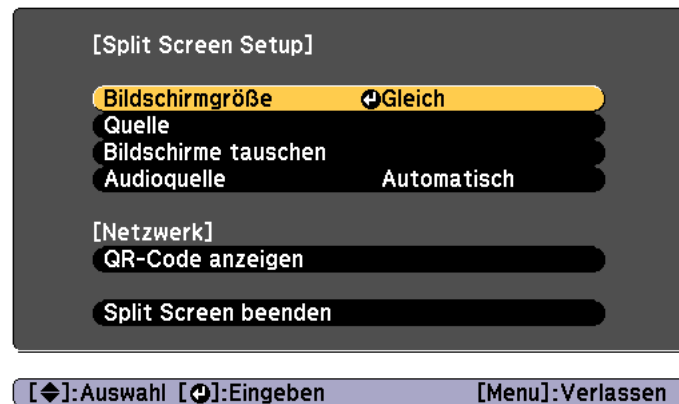 [Split Screen Setup]
Bildschirmgröße ⏎Gleich
Quelle
Bildschirme tauschen
Audioquelle Automatisch
[Netzwerk]
QR-Code anzeigen
Split Screen beenden
[◆]:Auswahl [⏎]:Eingeben [Menu]:Verlassen